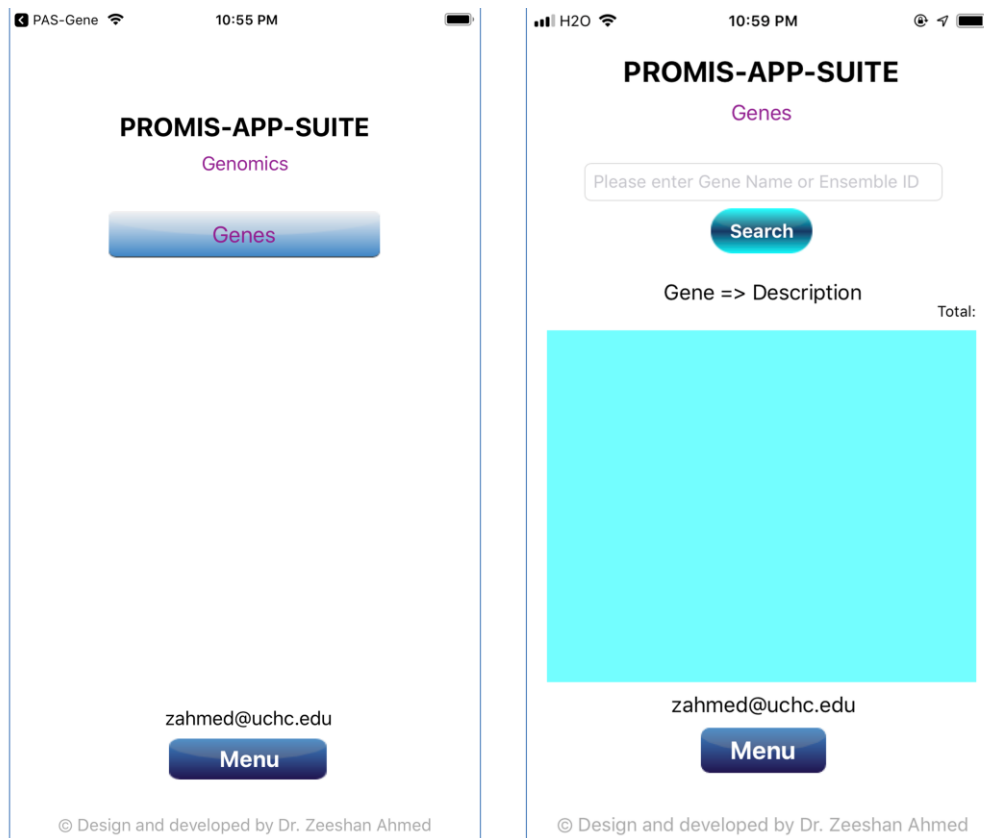 PAS-Gene
10:55 PM
PROMIS-APP-SUITE
Genomics
Genes
zahmed@uchc.edu
Menu
© Design and developed by Dr. Zeeshan Ahmed
H2O
10:59 PM
PROMIS-APP-SUITE
Genes
Please enter Gene Name or Ensemble ID
Search
Gene => Description
Total:
zahmed@uchc.edu
Menu
© Design and developed by Dr. Zeeshan Ahmed